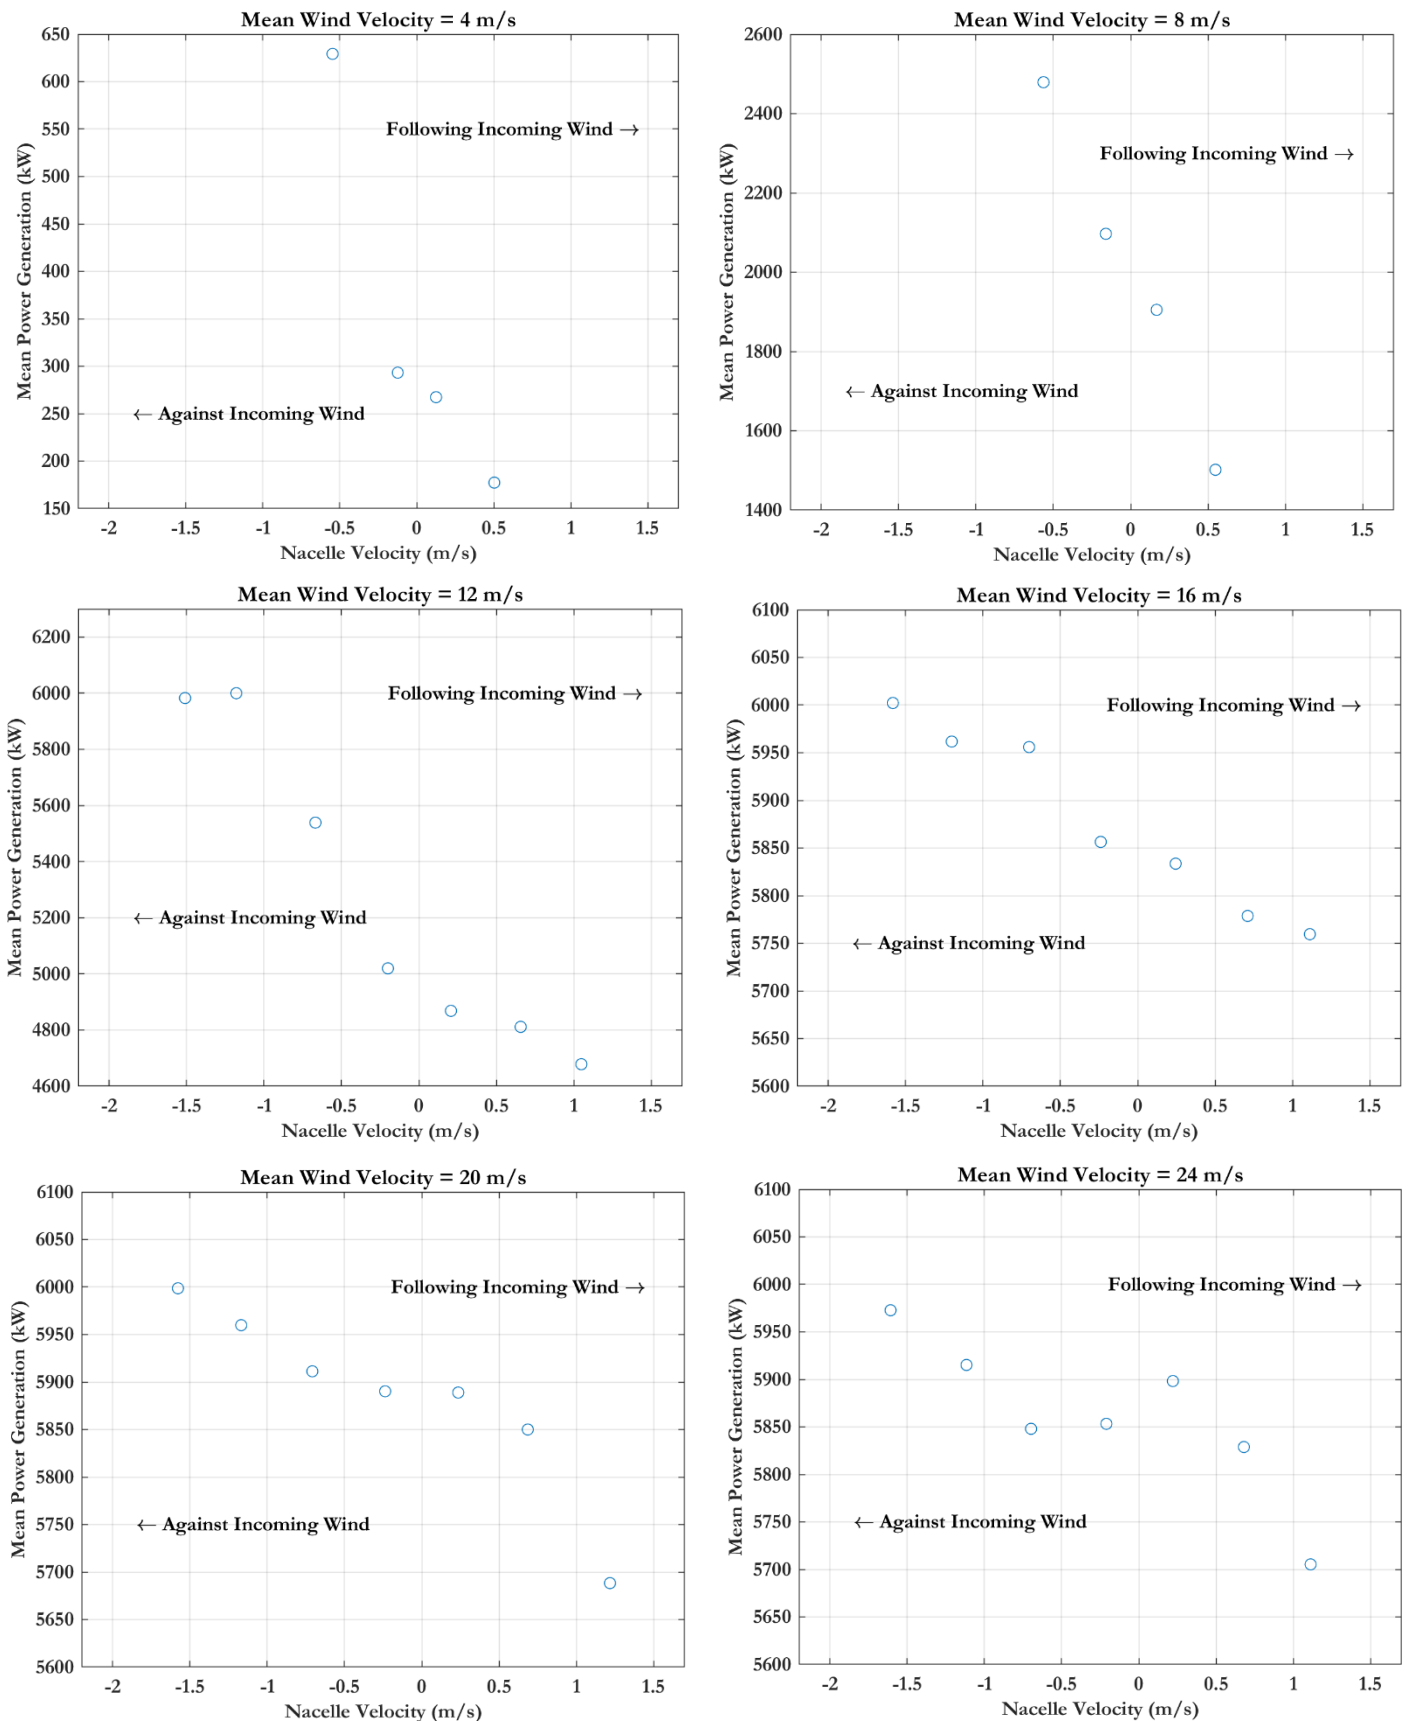 Mean Wind Velocity = 4 m/s
650
600
550
500
450
400
350
300
250
200
150
Mean Power Generation (kW)
Following Incoming Wind →
← Against Incoming Wind
-2 -1.5 -1 -0.5 0 0.5 1 1.5
Nacelle Velocity (m/s)
Mean Wind Velocity = 8 m/s
2600
2400
2200
2000
1800
1600
1400
Mean Power Generation (kW)
Following Incoming Wind →
← Against Incoming Wind
-2 -1.5 -1 -0.5 0 0.5 1 1.5
Nacelle Velocity (m/s)
Mean Wind Velocity = 12 m/s
6200
6000
5800
5600
5400
5200
5000
4800
4600
Mean Power Generation (kW)
Following Incoming Wind →
← Against Incoming Wind
-2 -1.5 -1 -0.5 0 0.5 1 1.5
Nacelle Velocity (m/s)
Mean Wind Velocity = 16 m/s
6100
6050
6000
5950
5900
5850
5800
5750
5700
5650
5600
Mean Power Generation (kW)
Following Incoming Wind →
← Against Incoming Wind
-2 -1.5 -1 -0.5 0 0.5 1 1.5
Nacelle Velocity (m/s)
Mean Wind Velocity = 20 m/s
6100
6050
6000
5950
5900
5850
5800
5750
5700
5650
5600
Mean Power Generation (kW)
Following Incoming Wind →
← Against Incoming Wind
-2 -1.5 -1 -0.5 0 0.5 1 1.5
Nacelle Velocity (m/s)
Mean Wind Velocity = 24 m/s
6100
6050
6000
5950
5900
5850
5800
5750
5700
5650
5600
Mean Power Generation (kW)
Following Incoming Wind →
← Against Incoming Wind
-2 -1.5 -1 -0.5 0 0.5 1 1.5
Nacelle Velocity (m/s)